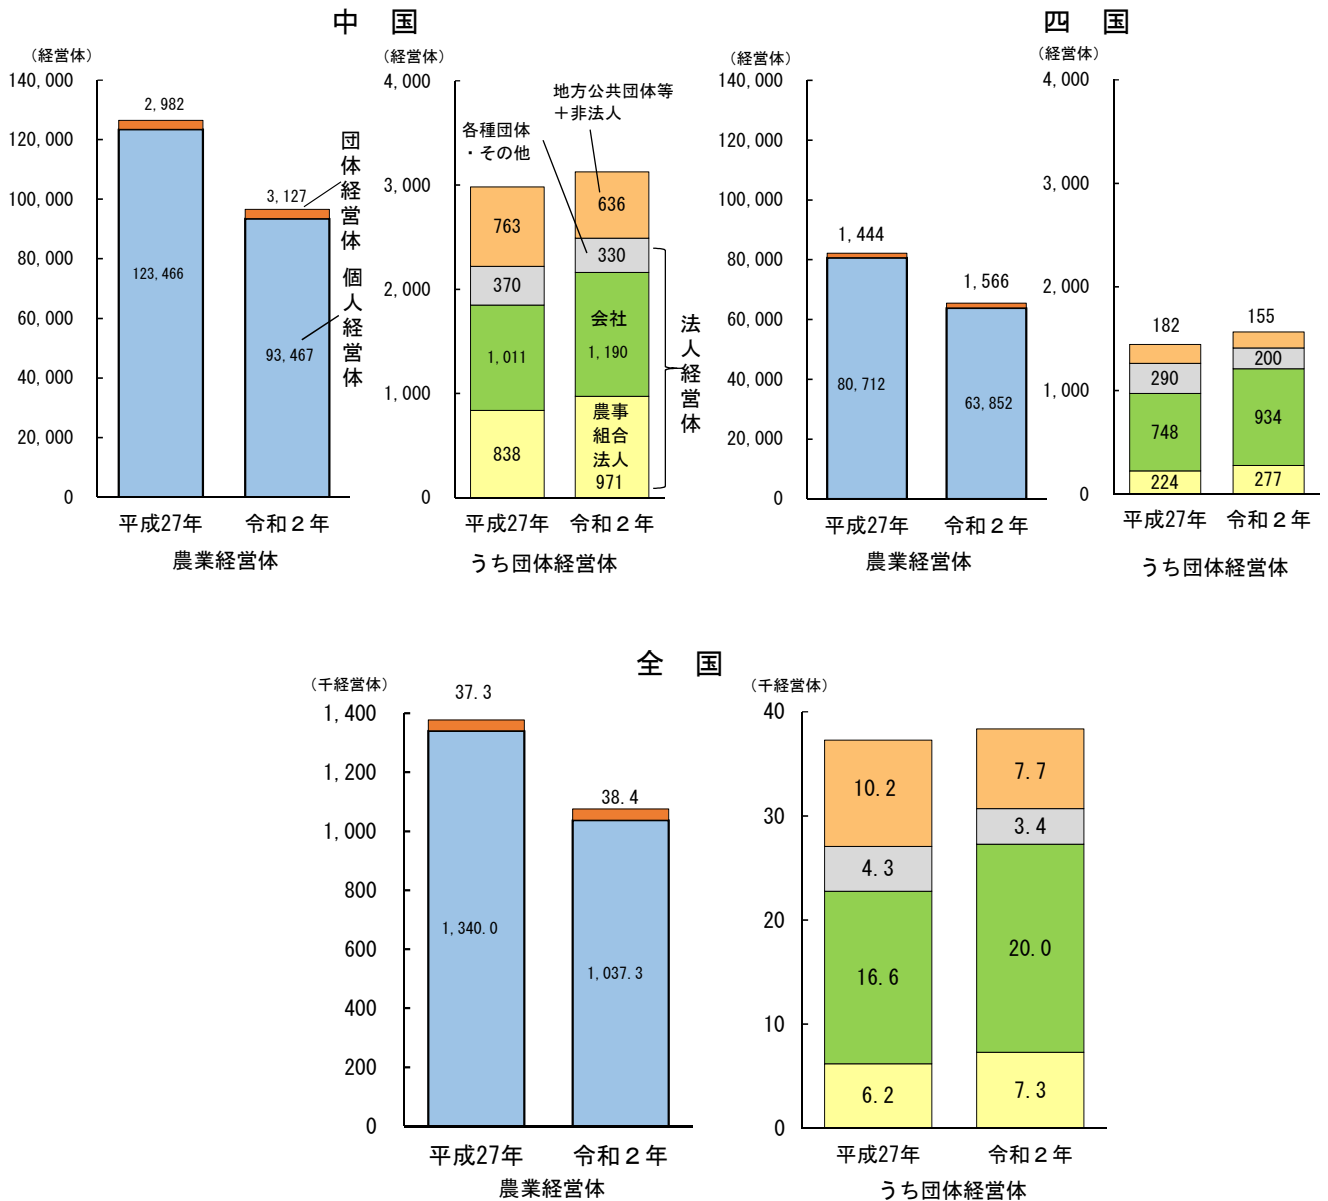 中　国
（経営体）
140,000
120,000
100,000
80,000
60,000
40,000
20,000
0
2,982
123,466
3,127
93,467
団体経営体
個人経営体
平成27年
令和２年
農業経営体
（経営体）
4,000
3,000
2,000
1,000
0
地方公共団体等
＋非法人
各種団体
・その他
763
370
1,011
838
636
330
会社
1,190
農事
組合
法人
971
法人経営体
平成27年
令和２年
うち団体経営体
四　国
（経営体）
140,000
120,000
100,000
80,000
60,000
40,000
20,000
0
1,444
80,712
1,566
63,852
平成27年
令和２年
農業経営体
（経営体）
4,000
3,000
2,000
1,000
0
182
290
748
224
155
200
934
277
平成27年
令和２年
うち団体経営体
全　国
（千経営体）
1,400
1,200
1,000
800
600
400
200
0
37.3
1,340.0
38.4
1,037.3
平成27年
令和２年
農業経営体
（千経営体）
40
30
20
10
0
10.2
4.3
16.6
6.2
7.7
3.4
20.0
7.3
平成27年
令和２年
うち団体経営体